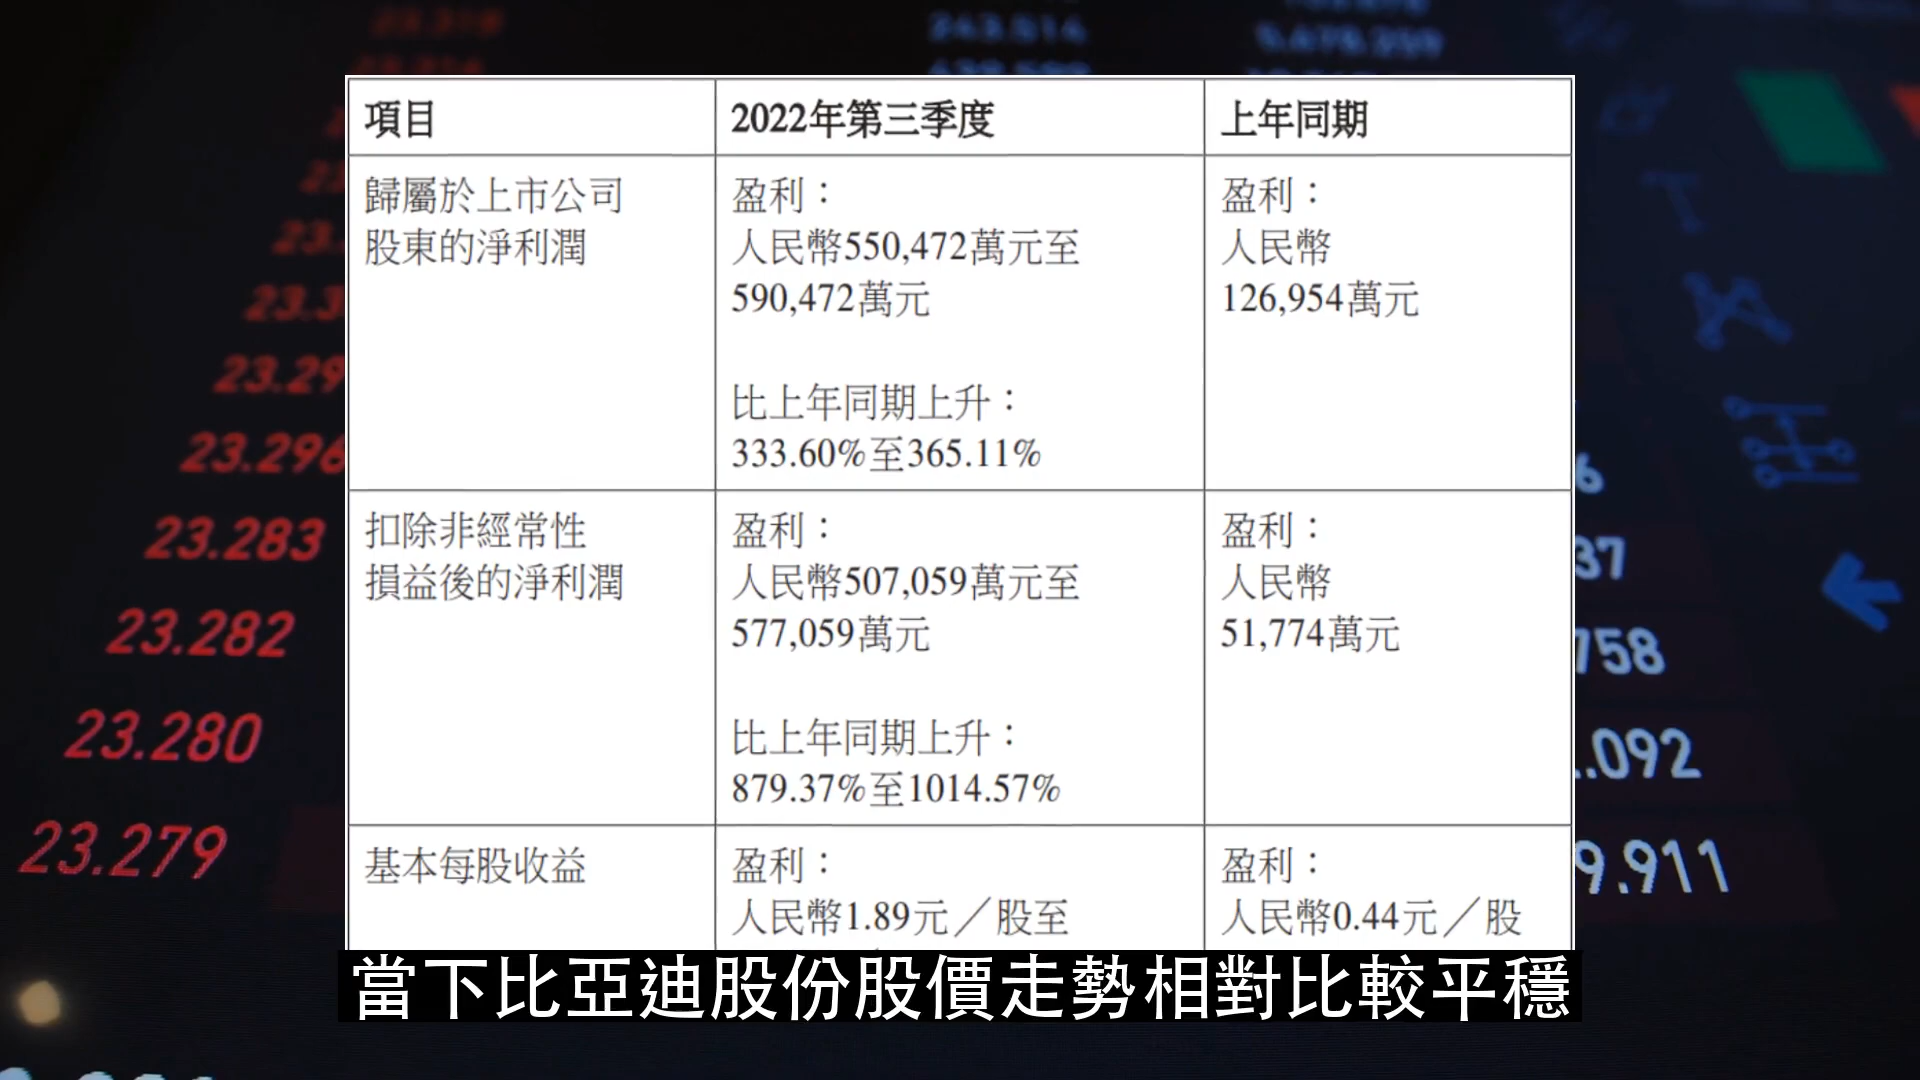 項目
2022年第三季度
上年同期
歸屬於上市公司
股東的淨利潤
盈利：
人民幣550,472萬元至
590,472萬元
比上年同期上升：
333.60%至365.11%
盈利：
人民幣
126,954萬元
扣除非經常性
損益後的淨利潤
盈利：
人民幣507,059萬元至
577,059萬元
比上年同期上升：
879.37%至1014.57%
盈利：
人民幣
51,774萬元
基本每股收益
盈利：
人民幣1.89元／股至
盈利：
人民幣0.44元／股
當下比亞迪股份股價走勢相對比較平穩
23.296
23.283
23.282
23.280
23.279
758
.092
9.911